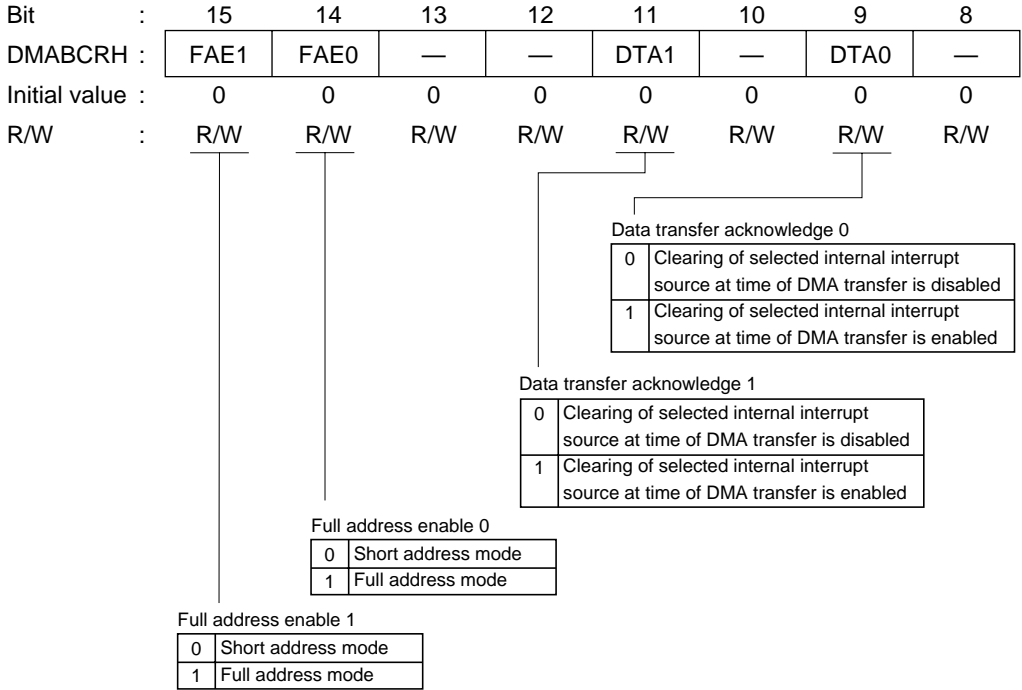 Bit : 15 14 13 12 11 10 9 8
DMABCRH : FAE1 FAE0 — — DTA1 — DTA0 —
Initial value : 0 0 0 0 0 0 0 0
R/W : R/W R/W R/W R/W R/W R/W R/W R/W
Data transfer acknowledge 0
0 Clearing of selected internal interrupt
source at time of DMA transfer is disabled
1 Clearing of selected internal interrupt
source at time of DMA transfer is enabled
Data transfer acknowledge 1
0 Clearing of selected internal interrupt
source at time of DMA transfer is disabled
1 Clearing of selected internal interrupt
source at time of DMA transfer is enabled
Full address enable 0
0 Short address mode
1 Full address mode
Full address enable 1
0 Short address mode
1 Full address mode